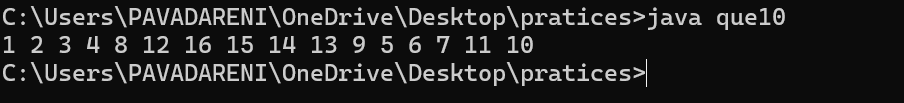 C:\Users\PAVADARENI\OneDrive\Desktop\pratices>java que10
1 2 3 4 8 12 16 15 14 13 9 5 6 7 11 10
C:\Users\PAVADARENI\OneDrive\Desktop\pratices>